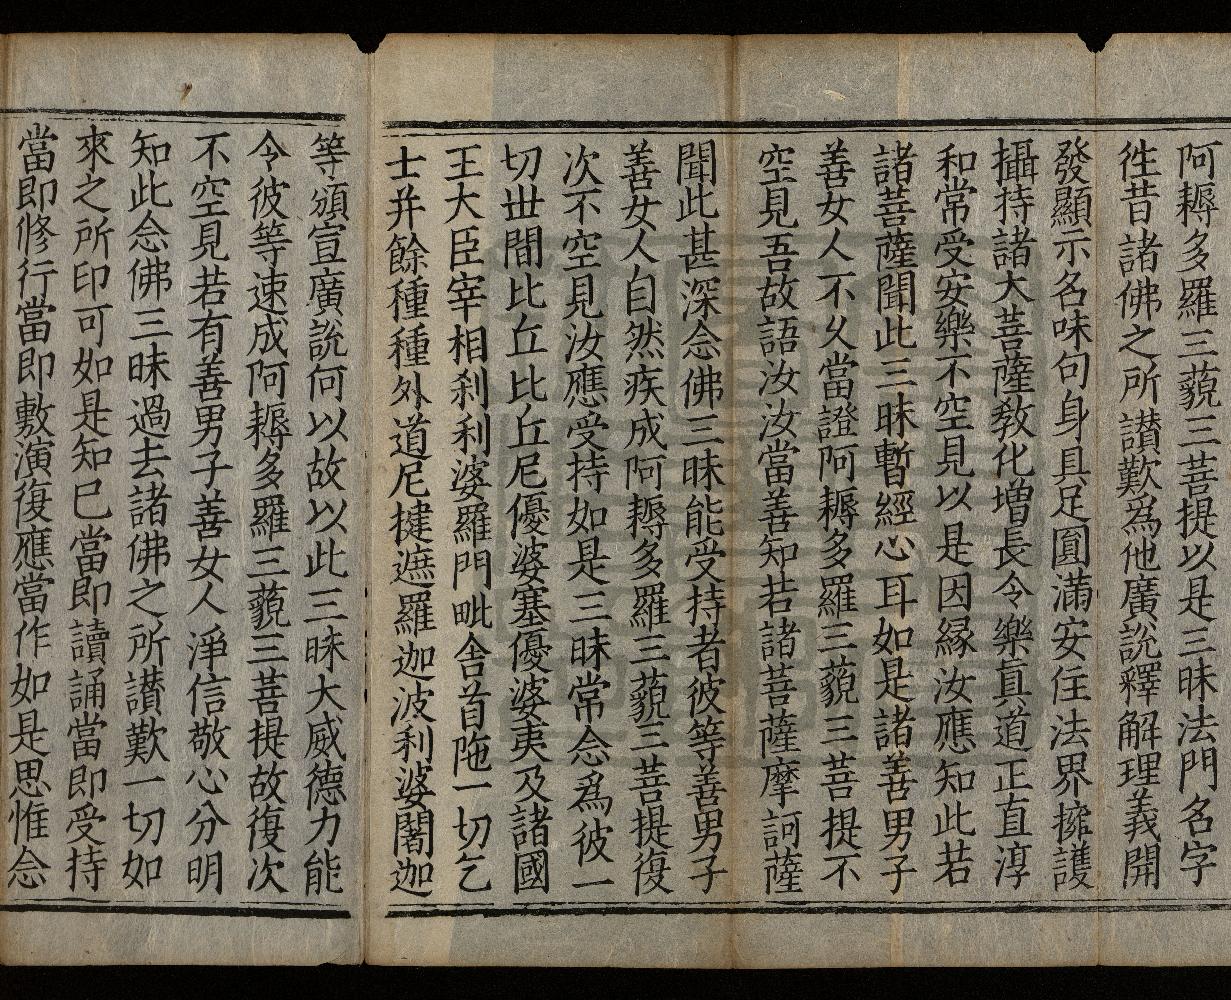 阿耨多羅三藐三菩提以是三昧法門名字
徃昔諸佛之所讃歎爲他廣說釋解理義開
發顯示名味句身具足圎滿安住法界擁護
攝持諸大菩薩敎化増長令樂真道正直淳
和常受安樂不空見以是因縁汝應知此若
諸菩薩聞此三昧暫經心耳如是諸善男子
善女人不乆當證阿耨多羅三藐三菩提不
空見吾故語汝汝當善知若諸菩薩摩訶薩
聞此甚深念佛三昧能受持者彼等善男子
善女人自然疾成阿耨多羅三藐三菩提復
次不空見汝應受持如是三昧常念爲彼一
切世間比丘比丘尼優婆塞優婆夷及諸國
王大臣宰相刹利婆羅門毗舍首陁一切乞
士并餘種種外道尼揵遮羅迦波利婆闍迦
等頒宣廣說何以故以此三昧大威德力能
令彼等速成阿耨多羅三藐三菩提故復次
不空見若有善男子善女人淨信敬心分明
知此念佛三昧過去諸佛之所讃歎一切如
來之所印可如是知已當即讀誦當即受持
當即修行當即敷演復應當作如是思惟念